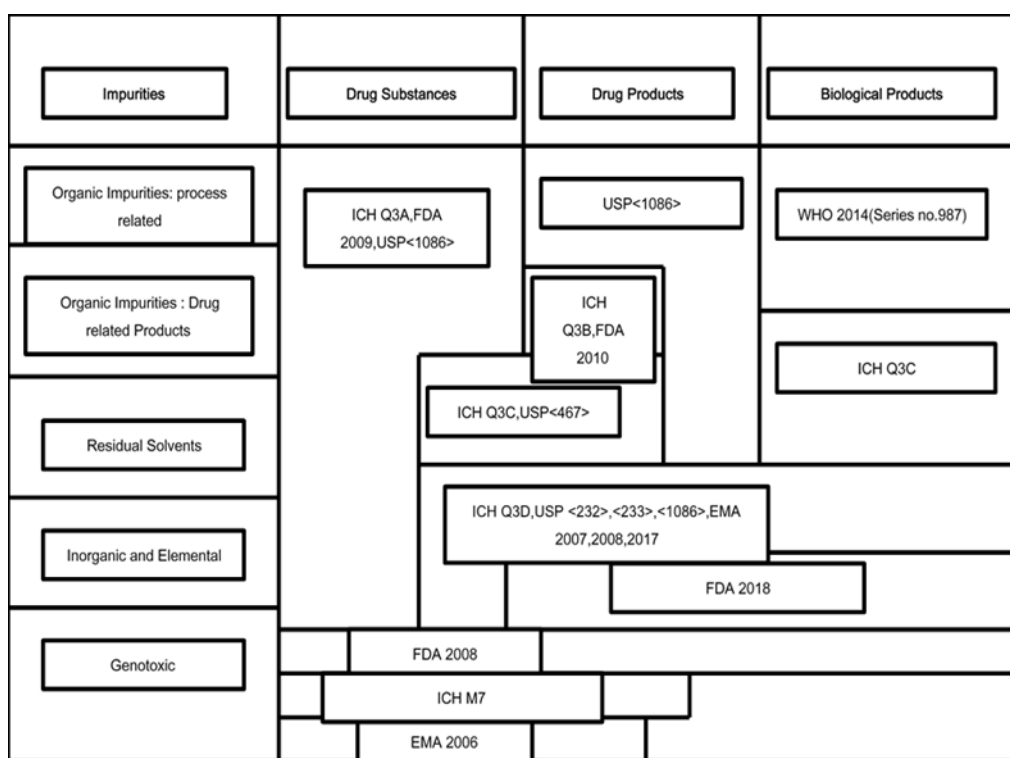 Impurities
Drug Substances
Drug Products
Biological Products
Organic Impurities: process
related
ICH Q3A,FDA
2009,USP<1086>
USP<1086>
WHO 2014(Series no.987)
Organic Impurities : Drug
related Products
ICH
Q3B,FDA
2010
ICH Q3C
ICH Q3C,USP<467>
Residual Solvents
ICH Q3D,USP <232>,<233>,<1086>,EMA
2007,2008,2017
Inorganic and Elemental
FDA 2018
Genotoxic
FDA 2008
ICH M7
EMA 2006